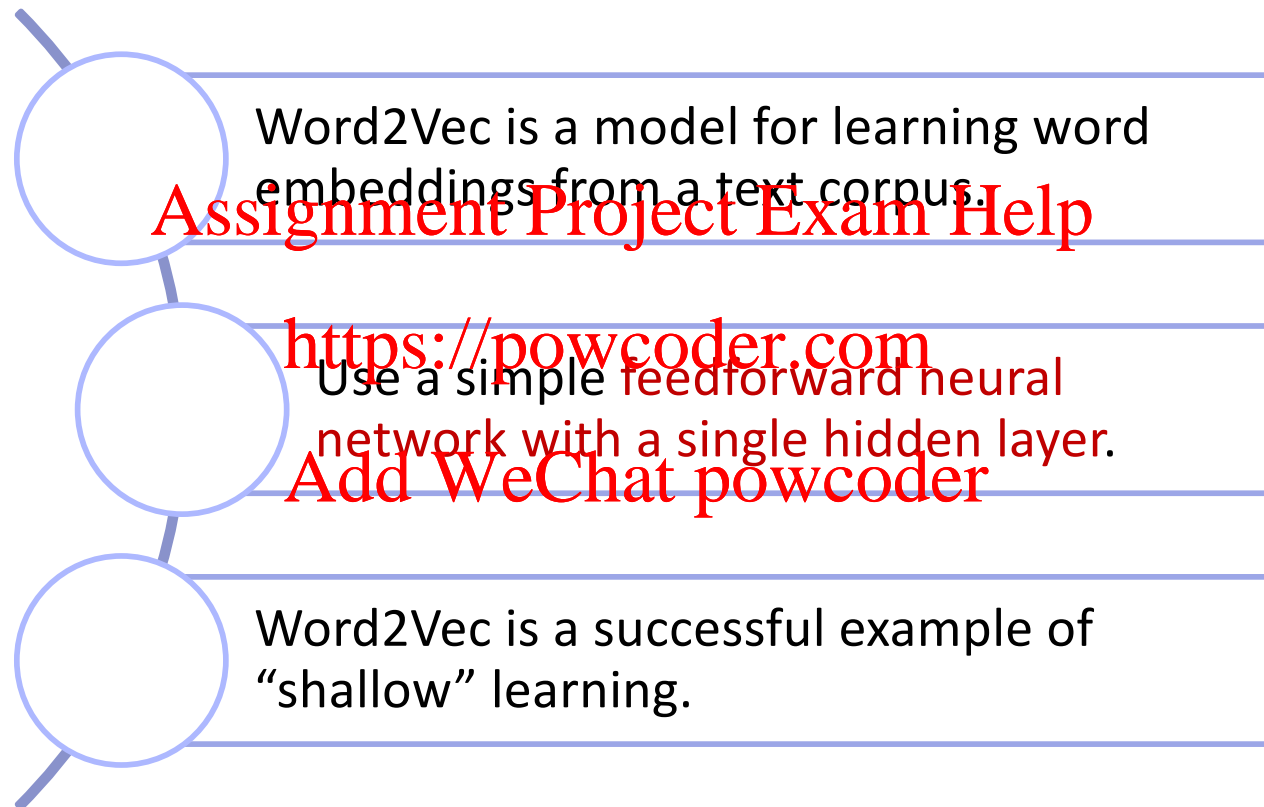 Word2Vec is a model for learning word
embeddings from a text corpus.
Assignment Project Exam Help
https://powcoder.com
Use a simple feedforward neural
network with a single hidden layer.
Add WeChat powcoder
Word2Vec is a successful example of
“shallow” learning.